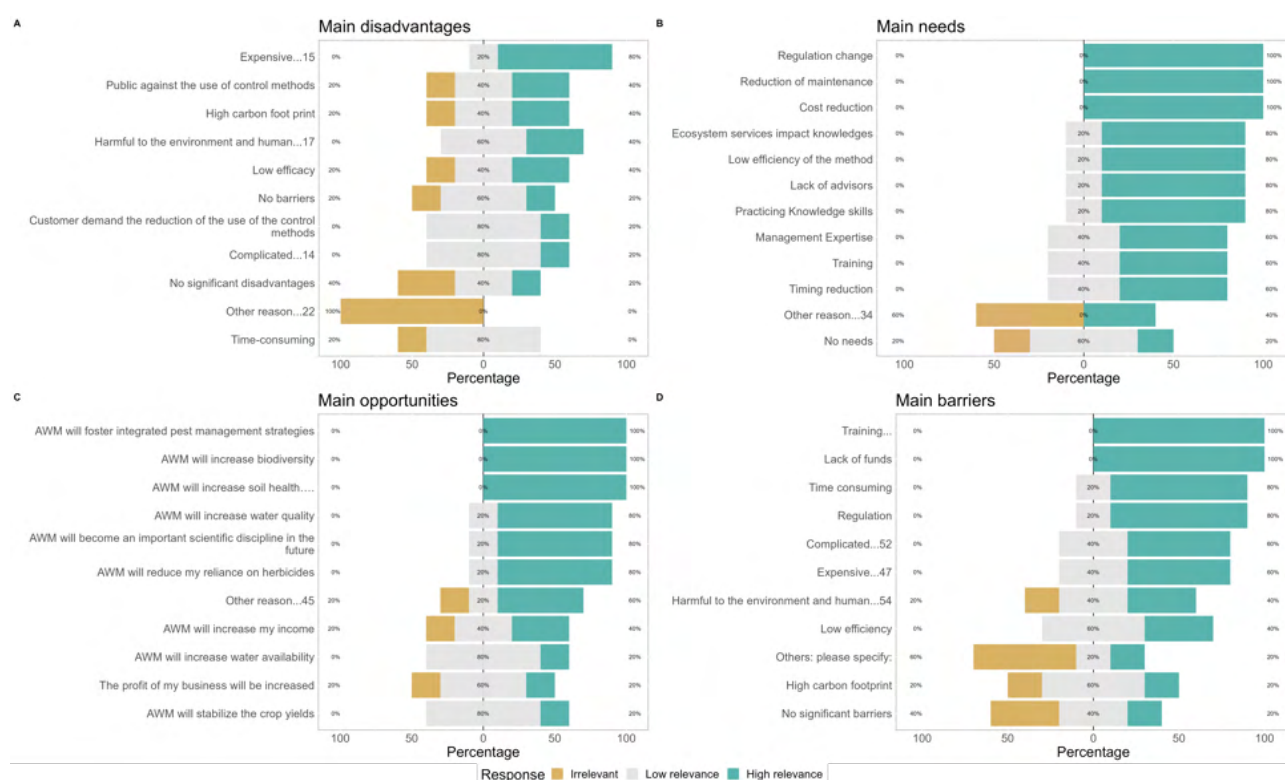 A
Main disadvantages
Expensive...15 0% 20% 80%
Public against the use of control methods 20% 40% 40%
High carbon foot print 20% 40% 40%
Harmful to the environment and human...17 0% 60% 40%
Low efficacy 20% 40% 40%
No barriers 20% 60% 20%
Customer demand the reduction of the use of the control
methods 0% 80% 20%
Complicated...14 0% 80% 20%
No significant disadvantages 40% 40% 20%
Other reason...22 100% 0% 0%
Time-consuming 20% 80% 0%
100 50 0 50 100
Percentage
B
Main needs
Regulation change 0% 0% 100%
Reduction of maintenance 0% 0% 100%
Cost reduction 0% 0% 100%
Ecosystem services impact knowledges 0% 20% 80%
Low efficiency of the method 0% 20% 80%
Lack of advisors 0% 20% 80%
Practicing Knowledge skills 0% 20% 80%
Management Expertise 0% 40% 60%
Training 0% 40% 60%
Timing reduction 0% 40% 60%
Other reason...34 60% 0% 40%
No needs 20% 60% 20%
100 50 0 50 100
Percentage
C
Main opportunities
AWM will foster integrated pest management strategies 0% 0% 100%
AWM will increase biodiversity 0% 0% 100%
AWM will increase soil health.... 0% 0% 100%
AWM will increase water quality 0% 20% 80%
AWM will become an important scientific discipline in the
future 0% 20% 80%
AWM will reduce my reliance on herbicides 0% 20% 80%
Other reason...45 20% 20% 60%
AWM will increase my income 20% 40% 40%
AWM will increase water availability 0% 80% 20%
The profit of my business will be increased 20% 60% 20%
AWM will stabilize the crop yields 0% 80% 20%
100 50 0 50 100
Percentage
D
Main barriers
Training... 0% 0% 100%
Lack of funds 0% 0% 100%
Time consuming 0% 20% 80%
Regulation 0% 20% 80%
Complicated...52 0% 40% 60%
Expensive...47 0% 40% 60%
Harmful to the environment and human...54 20% 40% 40%
Low efficiency 0% 60% 40%
Others: please specify: 60% 20% 20%
High carbon footprint 20% 60% 20%
No significant barriers 40% 40% 20%
100 50 0 50 100
Percentage
Response Irrelevant Low relevance High relevance